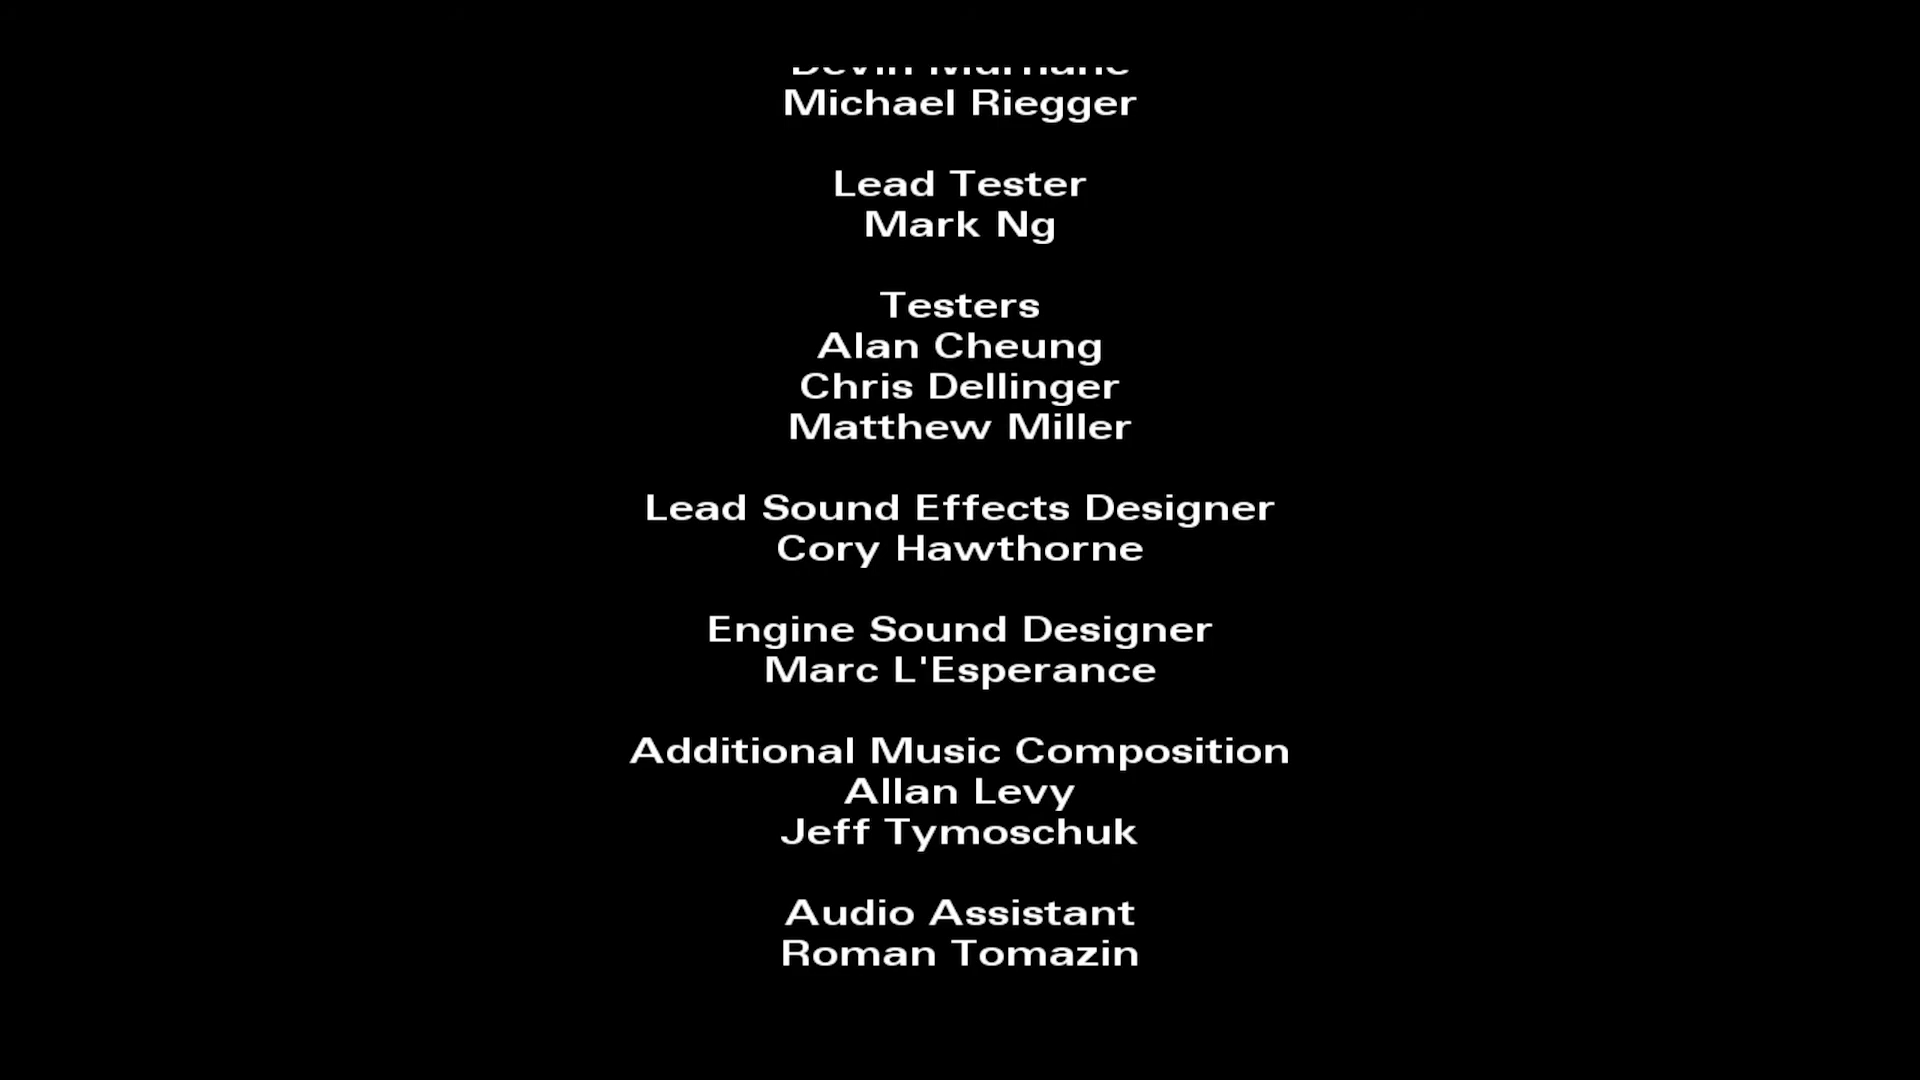 Michael Riegger
Lead Tester
Mark Ng
Testers
Alan Cheung
Chris Dellinger
Matthew Miller
Lead Sound Effects Designer
Cory Hawthorne
Engine Sound Designer
Marc L'Esperance
Additional Music Composition
Allan Levy
Jeff Tymoschuk
Audio Assistant
Roman Tomazin